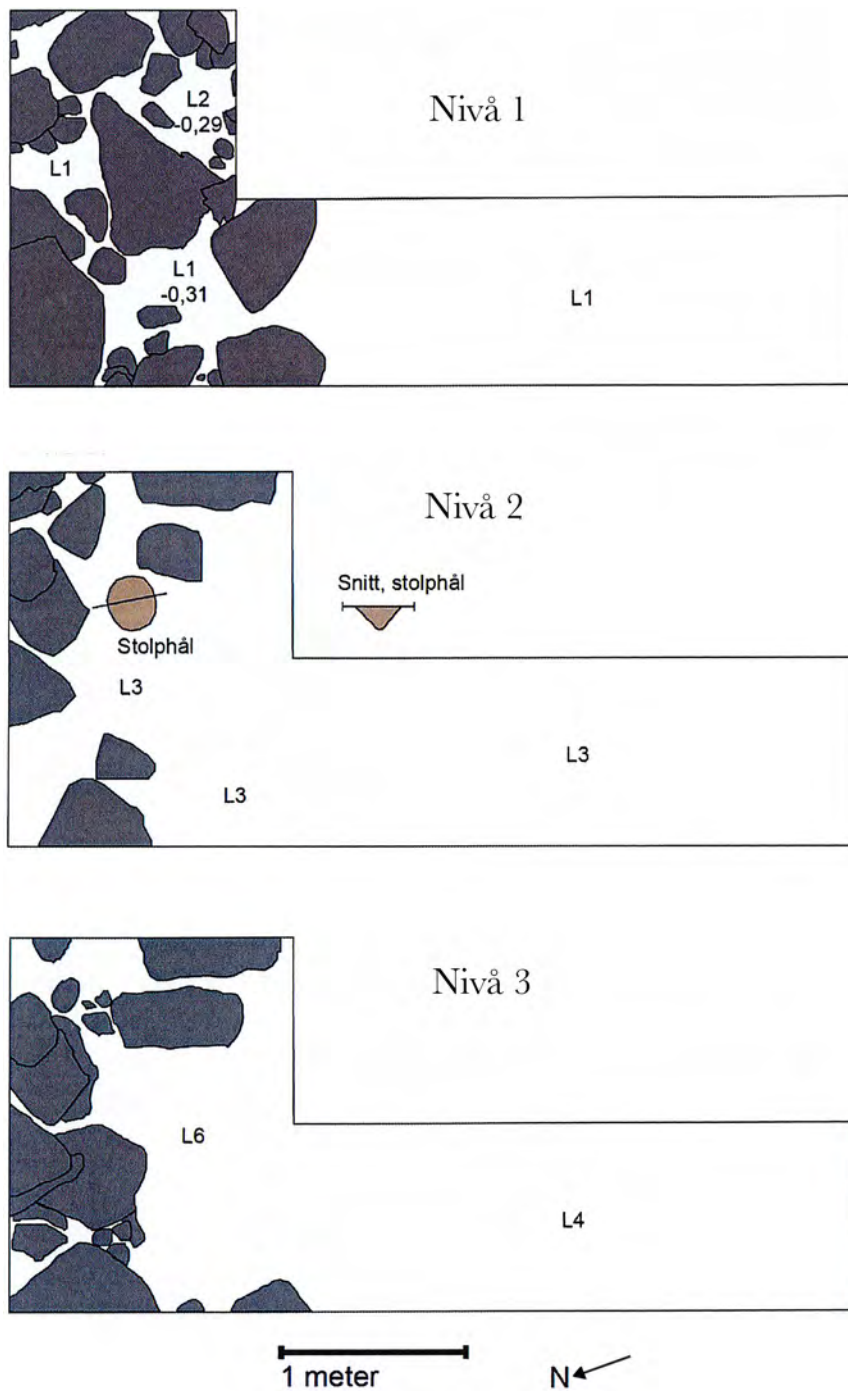 Nivå 1
L2
-0,29
L1
L1
-0,31
L1
Nivå 2
Snitt, stolphål
Stolphål
L3
L3
L3
Nivå 3
L6
L4
1 meter
N